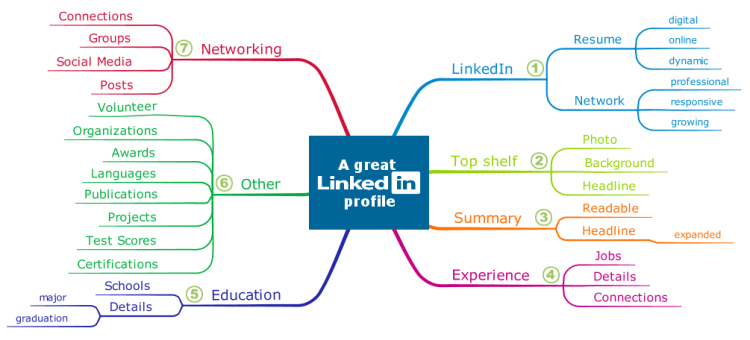 A great
Linked in
profile
LinkedIn 1
Resume
digital
online
dynamic
Network
professional
responsive
growing
Top shelf 2
Photo
Background
Headline
Summary 3
Readable
Headline
expanded
Experience 4
Jobs
Details
Connections
5 Education
Schools
Details
major
graduation
6 Other
Volunteer
Organizations
Awards
Languages
Publications
Projects
Test Scores
Certifications
7 Networking
Connections
Groups
Social Media
Posts